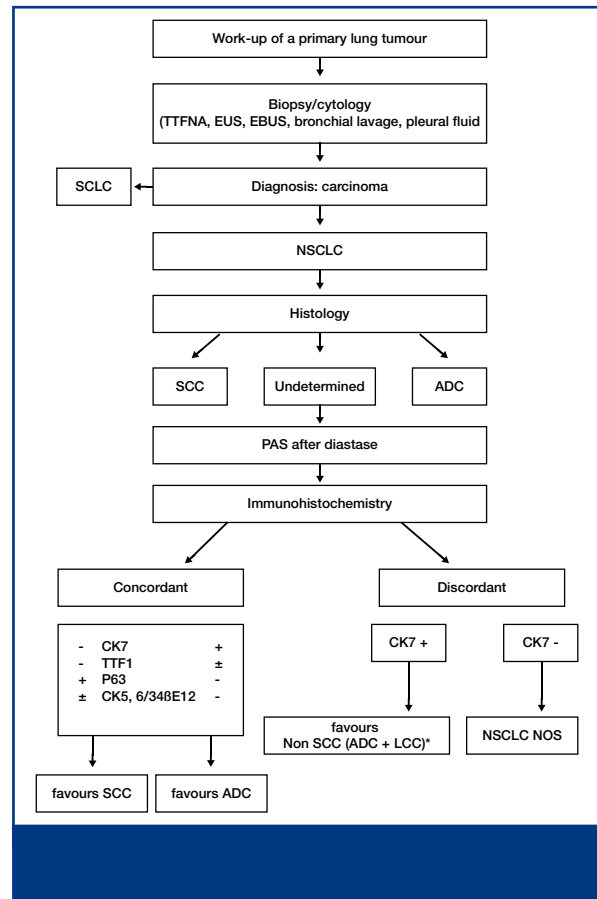 Work-up of a primary lung tumour
Biopsy/cytology
(TTFNA, EUS, EBUS, bronchial lavage, pleural fluid
SCLC
Diagnosis: carcinoma
NSCLC
Histology
SCC
Undetermined
ADC
PAS after diastase
Immunohistochemistry
Concordant
Discordant
- CK7 +
- TTF1 ±
+ P63 -
± CK5, 6/34ßE12 -
CK7 +
CK7 -
favours
Non SCC (ADC + LCC)*
NSCLC NOS
favours SCC
favours ADC